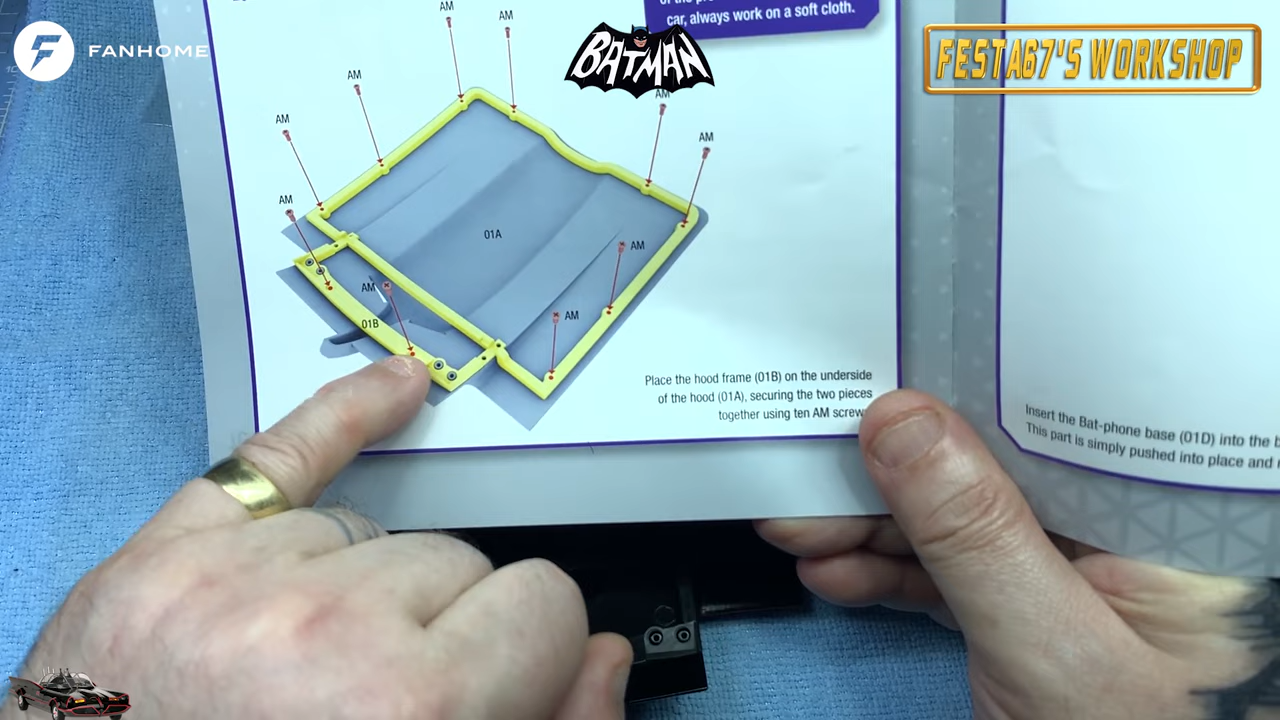 FANHOME
BATMAN
FESTA67'S WORKSHOP
car, always work on a soft cloth.
AM
AM
AM
AM
AM
AM
AM
AM
AM
AM
01A
01B
Place the hood frame (01B) on the underside
of the hood (01A), securing the two pieces
together using ten AM screw
Insert the Bat-phone base (01D) into the b
This part is simply pushed into place and